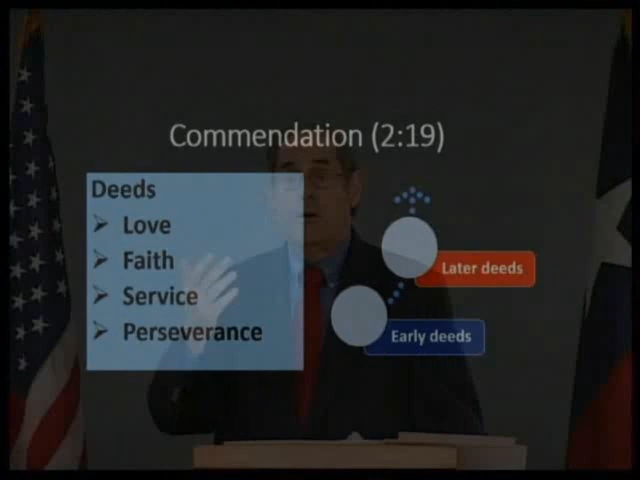 Commendation (2:19)
Deeds
Love
Faith
Service
Perseverance
Later deeds
Early deeds